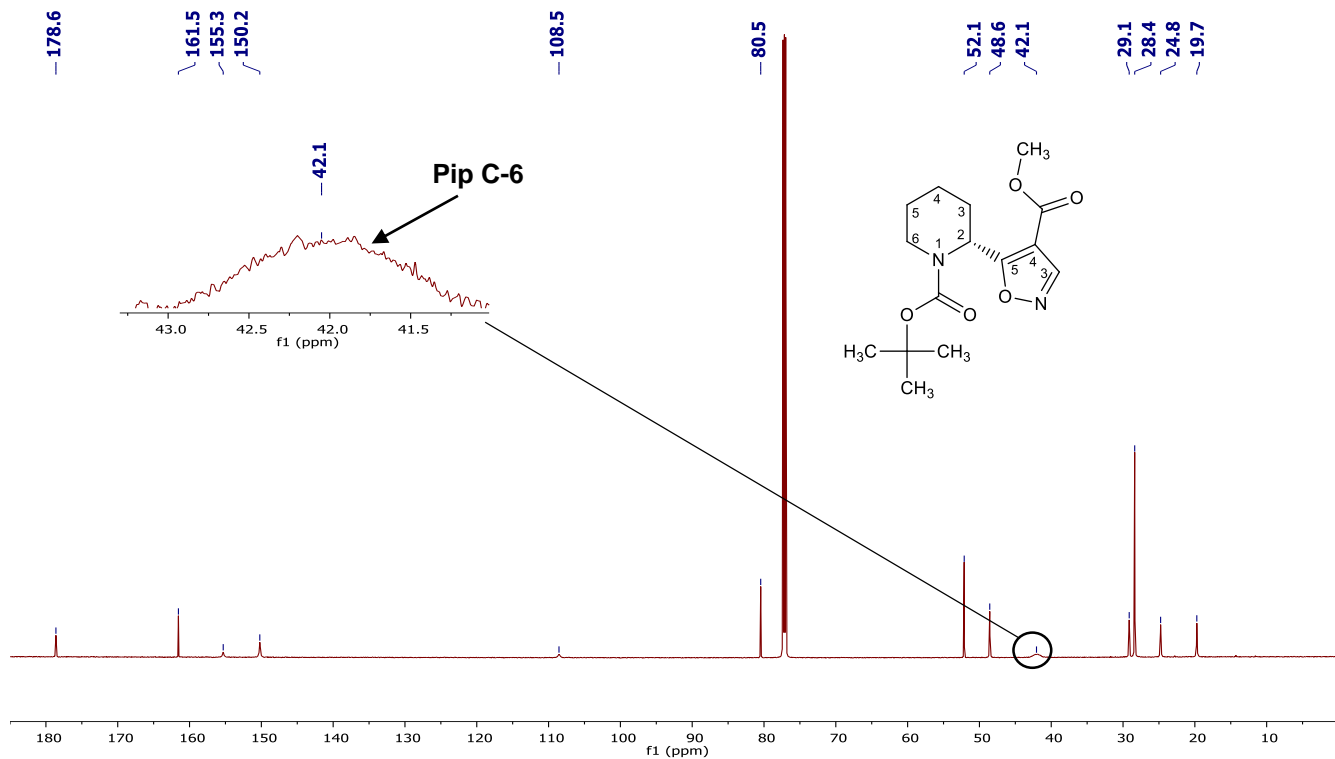 178.6
161.5
155.3
150.2
108.5
80.5
52.1
48.6
42.1
29.1
28.4
24.8
19.7
42.1
Pip C-6
43.0 42.5 42.0 41.5
f1 (ppm)
CH3
O
O
4
5
3
6
2
1
N
4
5
3
O
N
O
O
H3C
CH3
CH3
180 170 160 150 140 130 120 110 100 90 80 70 60 50 40 30 20 10
f1 (ppm)